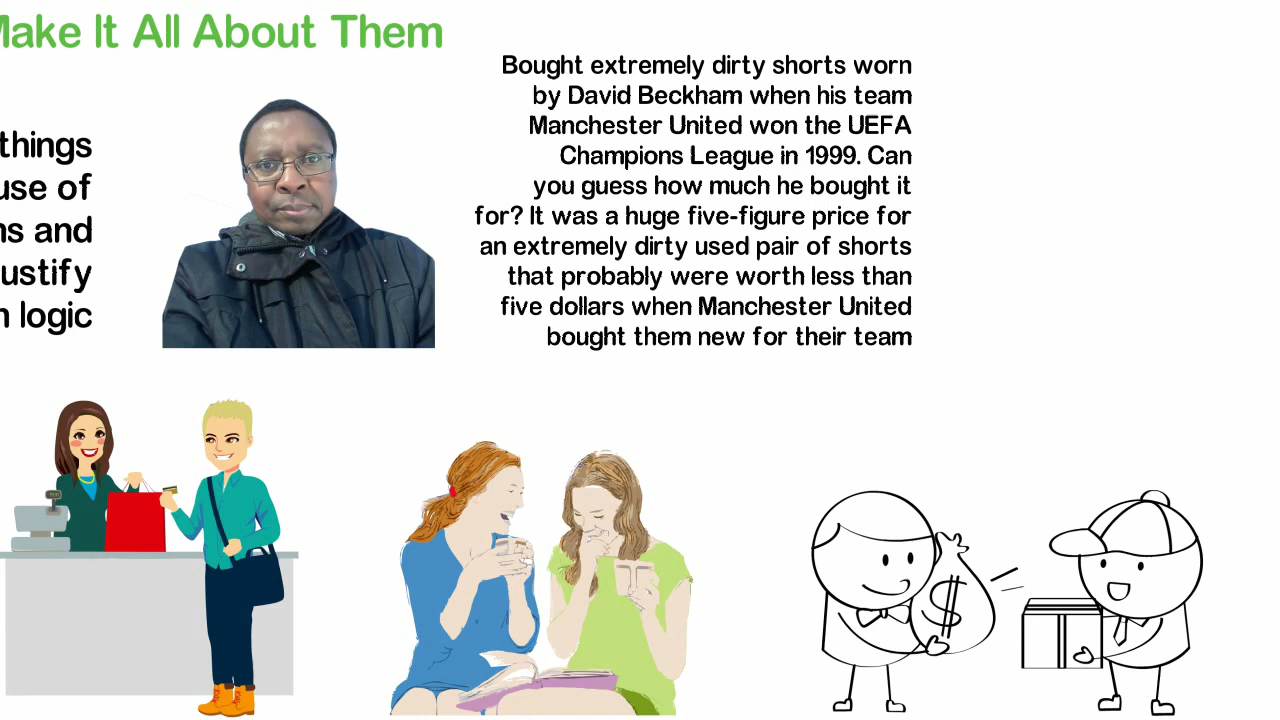 Make It All About Them
things
use of
ns and
ustify
n logic
Bought extremely dirty shorts worn
by David Beckham when his team
Manchester United won the UEFA
Champions League in 1999. Can
you guess how much he bought it
for? It was a huge five-figure price for
an extremely dirty used pair of shorts
that probably were worth less than
five dollars when Manchester United
bought them new for their team
$